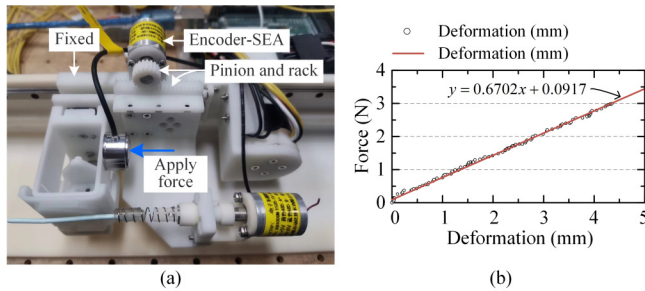 Fixed
Encoder-SEA
Pinion and rack
Apply
force
(a)
Deformation (mm)
Deformation (mm)
y = 0.6702x + 0.0917
4
3
2
1
0
Force (N)
0 1 2 3 4 5
Deformation (mm)
(b)